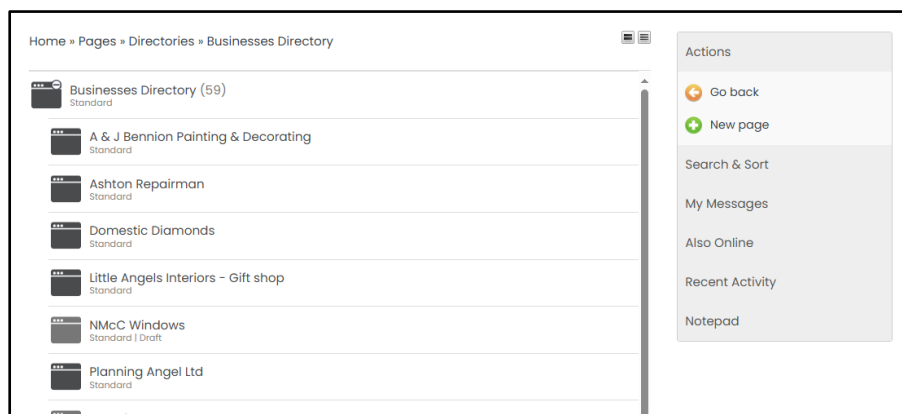 Home » Pages » Directories » Businesses Directory
Businesses Directory (59)
Standard
A & J Bennion Painting & Decorating
Standard
Ashton Repairman
Standard
Domestic Diamonds
Standard
Little Angels Interiors - Gift shop
Standard
NMcC Windows
Standard | Draft
Planning Angel Ltd
Standard
Actions
Go back
New page
Search & Sort
My Messages
Also Online
Recent Activity
Notepad